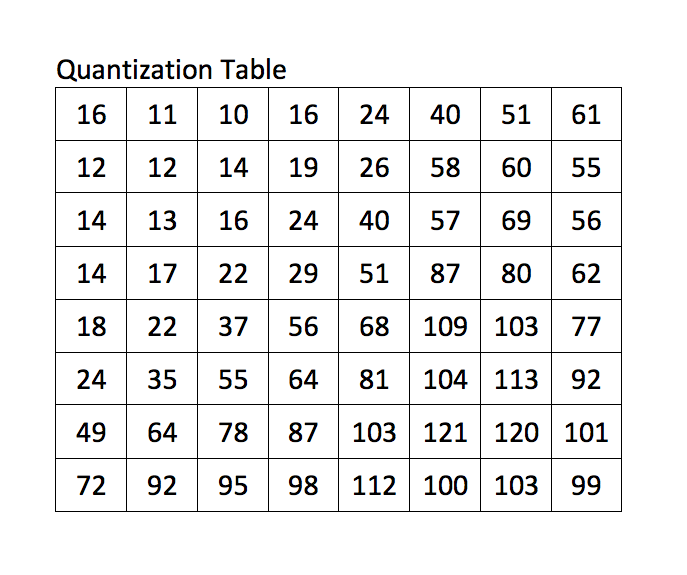 Quantization Table
16 11 10 16 24 40 51 61
12 12 14 19 26 58 60 55
14 13 16 24 40 57 69 56
14 17 22 29 51 87 80 62
18 22 37 56 68 109 103 77
24 35 55 64 81 104 113 92
49 64 78 87 103 121 120 101
72 92 95 98 112 100 103 99